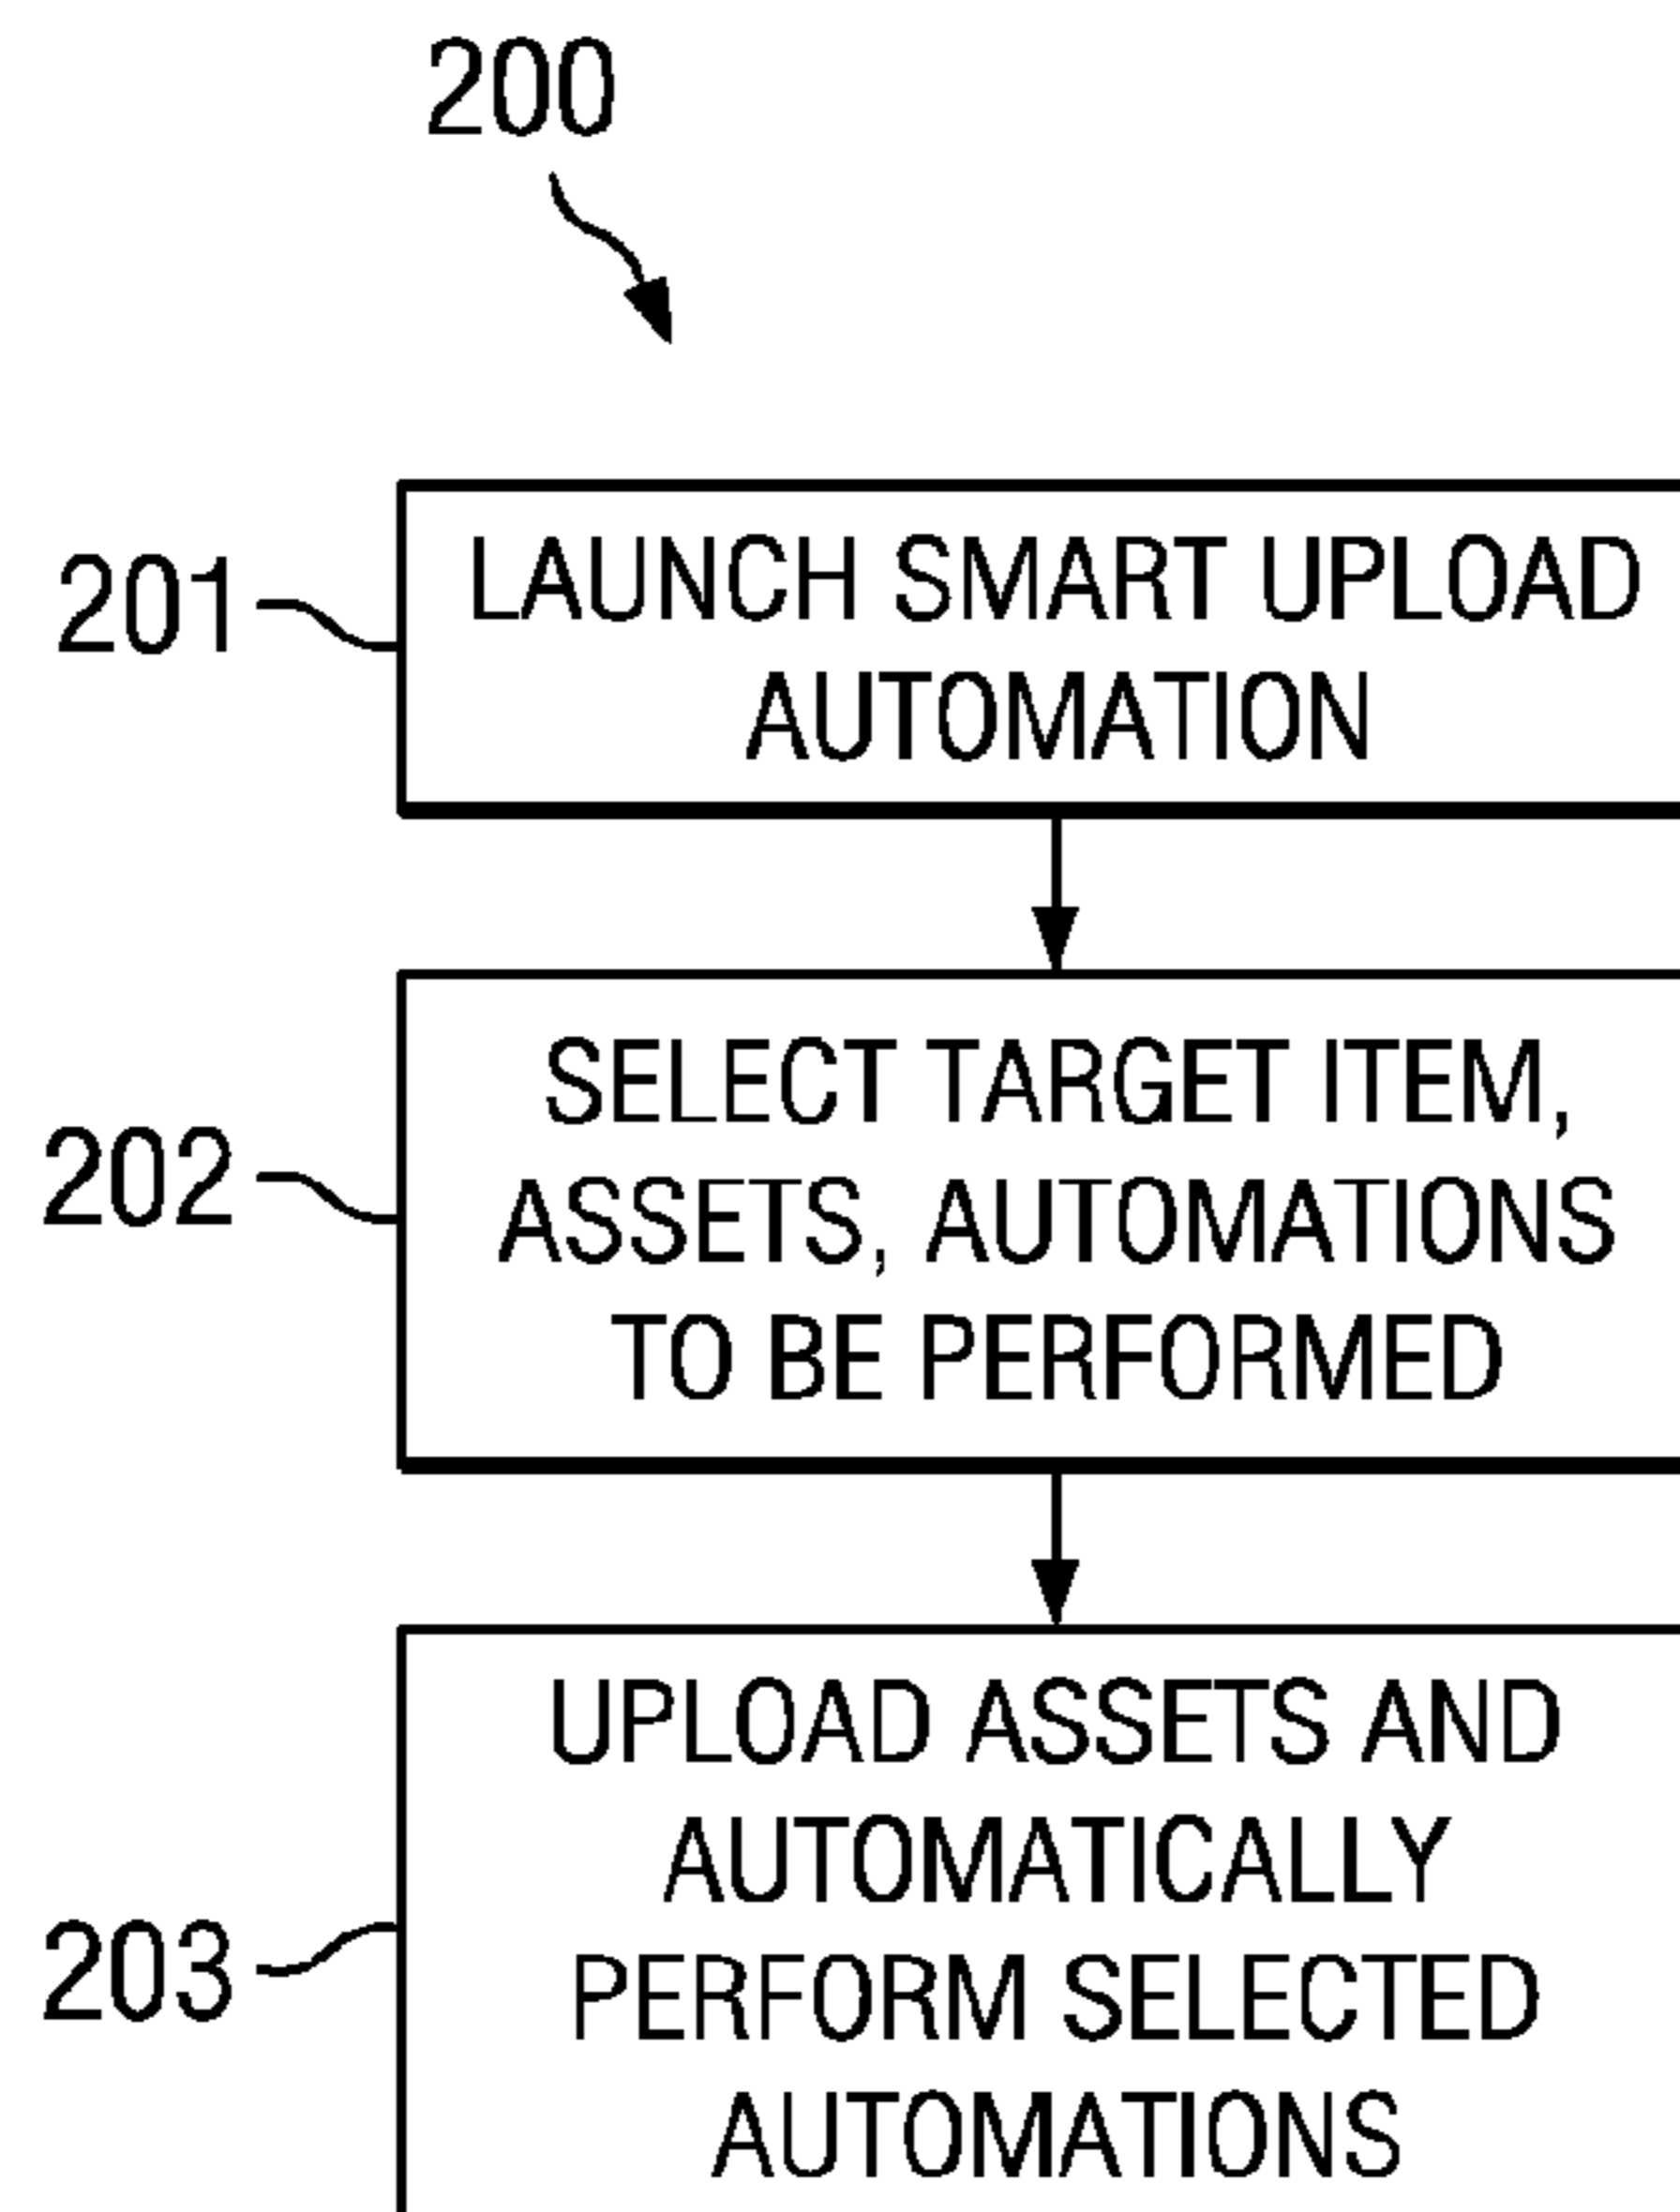 200
201
LAUNCH SMART UPLOAD
AUTOMATION
202
SELECT TARGET ITEM,
ASSETS, AUTOMATIONS
TO BE PERFORMED
203
UPLOAD ASSETS AND
AUTOMATICALLY
PERFORM SELECTED
AUTOMATIONS